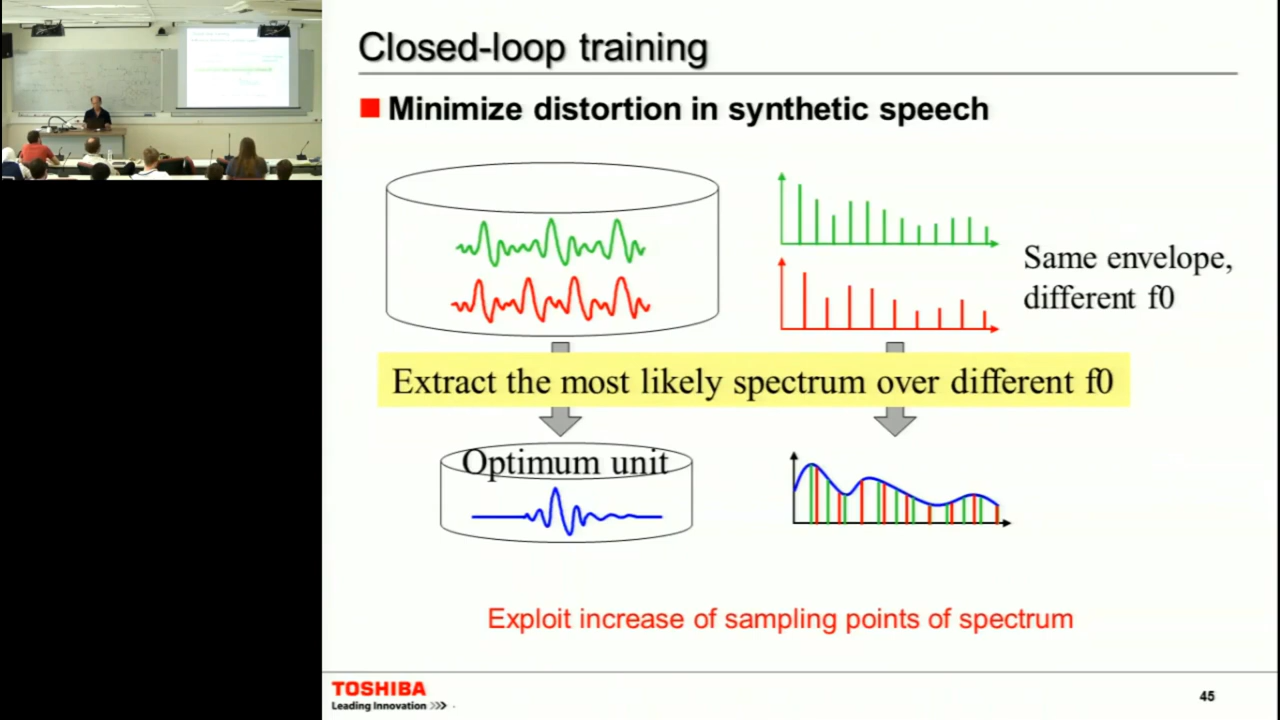 Closed-loop training
Minimize distortion in synthetic speech
Same envelope,
different f0
Extract the most likely spectrum over different f0
Optimum unit
Exploit increase of sampling points of spectrum
TOSHIBA
Leading Innovation >>>
45